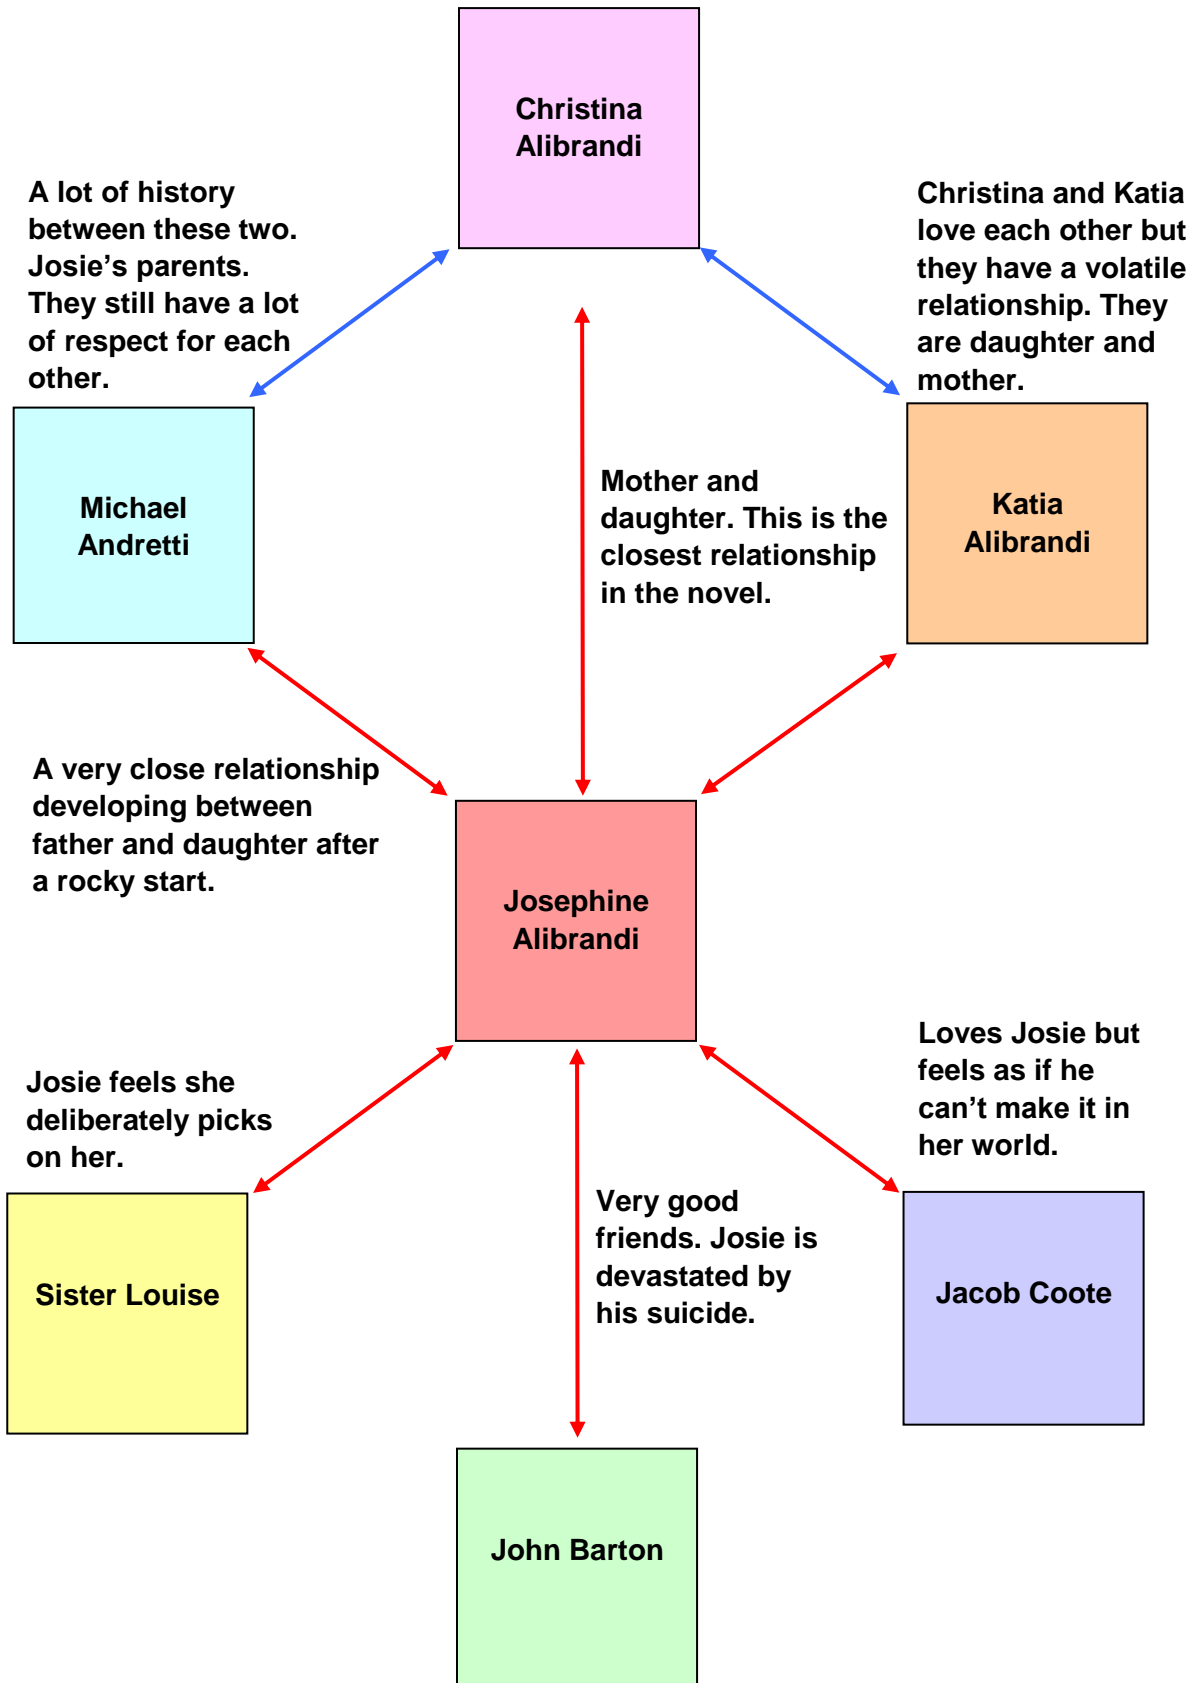 Christina
Alibrandi
A lot of history
between these two.
Josie’s parents.
They still have a lot
of respect for each
other.
Christina and Katia
love each other but
they have a volatile
relationship. They
are daughter and
mother.
Michael
Andretti
Mother and
daughter. This is the
closest relationship
in the novel.
Katia
Alibrandi
A very close relationship
developing between
father and daughter after
a rocky start.
Josephine
Alibrandi
Josie feels she
deliberately picks
on her.
Loves Josie but
feels as if he
can’t make it in
her world.
Sister Louise
Very good
friends. Josie is
devastated by
his suicide.
Jacob Coote
John Barton